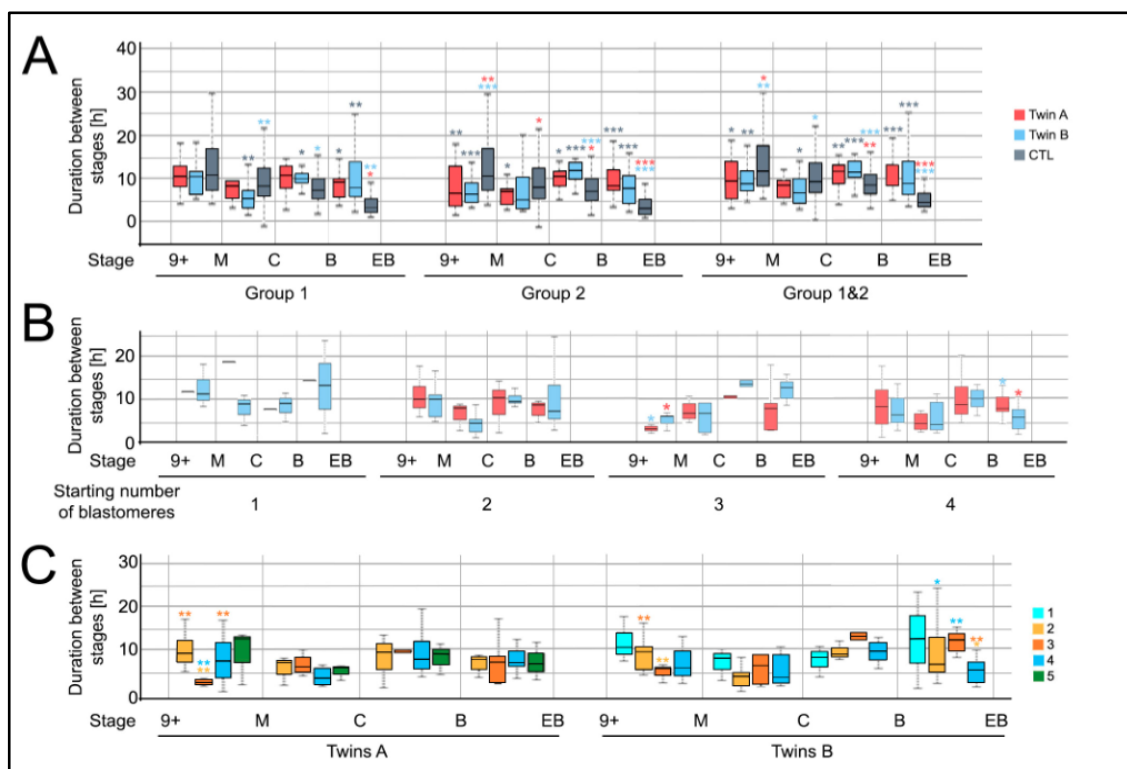 A
Duration between
stages [h]
40
30
20
10
0
** ** * * ** * ** *
** *** ** *** * * * *** *** * *** *** *** ***
* ** * ** * * ** *** *** ** *** *** *** ***
Twin A
Twin B
CTL
Stage 9+ M C B EB 9+ M C B EB 9+ M C B EB
Group 1 Group 2 Group 1&2
B
Duration between
stages [h]
20
10
0
* * * *
Stage 9+ M C B EB 9+ M C B EB 9+ M C B EB 9+ M C B EB
Starting number
of blastomeres
1 2 3 4
C
Duration between
stages [h]
30
20
10
0
** ** ** ** ** ** * ** ** *
1
2
3
4
5
Stage 9+ M C B EB 9+ M C B EB
Twins A Twins B